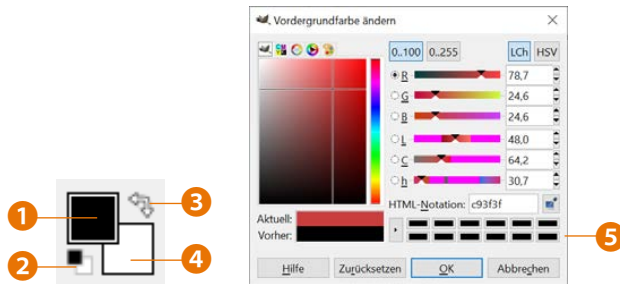 Vordergrundfarbe ändern
0..100 0..255 LCh HSV
R 78,7
G 24,6
B 24,6
L 48,0
C 64,2
h 30,7
HTML-Notation: c93f3f
Aktuell:
Vorher:
Hilfe Zurücksetzen OK Abbrechen
1
2
3
4
5